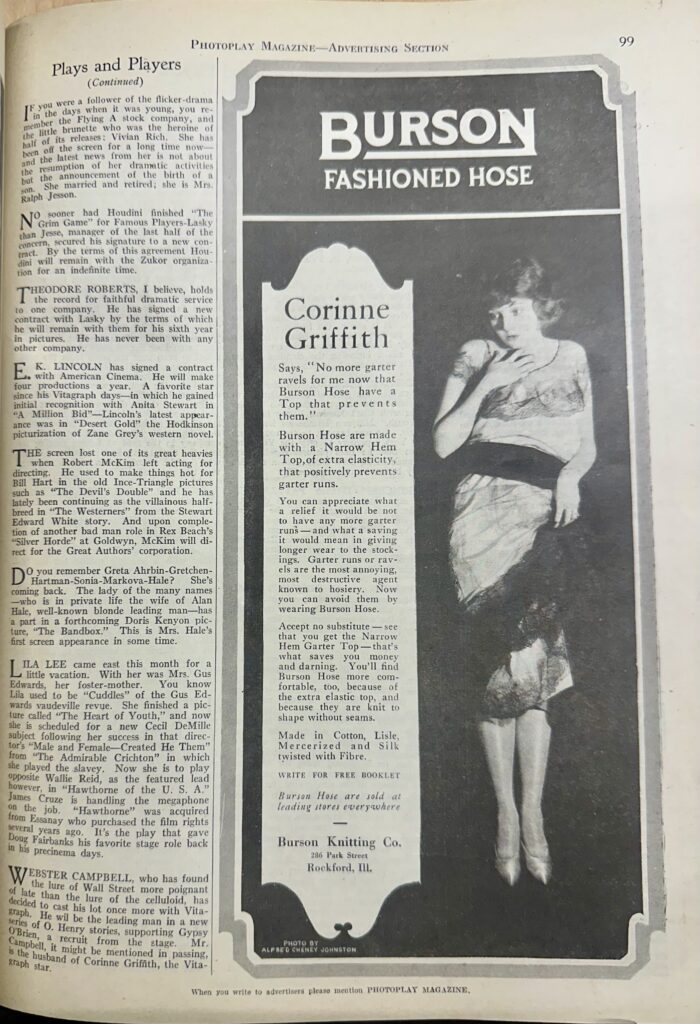 PHOTOPLAY MAGAZINE—ADVERTISING SECTION
99
Plays and Players
(Continued)
IF you were a follower of the flicker-drama
in the days when it was young, you re-
member the Flying A stock company, and
the little brunette who was the heroine of
half of its releases: Vivian Rich. She has
been off the screen for a long time now—
and the latest news from her is not about
the resumption of her dramatic activities
but the announcement of the birth of a
son. She married and retired; she is Mrs.
Ralph Jesson.
NO sooner had Houdini finished "The
Grim Game" for Famous Players-Lasky
than Jesse, manager of the last half of the
concern, secured his signature to a new con-
tract. By the terms of this agreement Hou-
dini will remain with the Zukor organiza-
tion for an indefinite time.
THEODORE ROBERTS, I believe, holds
the record for faithful dramatic service
to one company. He has signed a new
contract with Lasky by the terms of which
he will remain with them for his sixth year
in pictures. He has never been with any
other company.
E. K. LINCOLN has signed a contract
with American Cinema. He will make
four productions a year. A favorite star
since his Vitagraph days—in which he gained
initial recognition with Anita Stewart in
"A Million Bid"—Lincoln's latest appear-
ance was in "Desert Gold" the Hodkinson
picturization of Zane Grey's western novel.
THE screen lost one of its great heavies
when Robert McKim left acting for
directing. He used to make things hot for
Bill Hart in the old Ince-Triangle pictures
such as "The Devil's Double" and he has
lately been continuing as the villainous half-
breed in "The Westerners" from the Stewart
Edward White story. And upon comple-
tion of another bad man role in Rex Beach's
"Silver Horde" at Goldwyn, McKim will di-
rect for the Great Authors' corporation.
DO you remember Greta Ahrbin-Gretchen-
Hartman-Sonia-Markova-Hale? She's
coming back. The lady of the many names
—who is in private life the wife of Alan
Hale, well-known blonde leading man—has
a part in a forthcoming Doris Kenyon pic-
ture, "The Bandbox." This is Mrs. Hale's
first screen appearance in some time.
LILA LEE came east this month for a
little vacation. With her was Mrs. Gus
Edwards, her foster-mother. You know
Lila used to be "Cuddles" of the Gus Ed-
wards vaudeville revue. She finished a pic-
ture called "The Heart of Youth," and now
she is scheduled for a new Cecil DeMille
subject following her success in that direc-
tor's "Male and Female—Created He Them"
from "The Admirable Crichton" in which
she played the slavey. Now she is to play
opposite Wallie Reid, as the featured lead
however, in "Hawthorne of the U. S. A."
James Cruze is handling the megaphone
on the job. "Hawthorne" was acquired
from Essanay who purchased the film rights
several years ago. It's the play that gave
Doug Fairbanks his favorite stage role back
in his precinema days.
WEBSTER CAMPBELL, who has found
the lure of Wall Street more poignant
of late than the lure of the celluloid, has
decided to cast his lot once more with Vita-
graph. He will be the leading man in a new
series of O. Henry stories, supporting Gypsy
O'Brien, a recruit from the stage. Mr.
Campbell, it might be mentioned in passing,
is the husband of Corinne Griffith, the Vita-
graph star.
BURSON
FASHIONED HOSE
Corinne
Griffith
Says, "No more garter
ravels for me now that
Burson Hose have a
Top that prevents
them."
Burson Hose are made
with a Narrow Hem
Top, of extra elasticity,
that positively prevents
garter runs.
You can appreciate what
a relief it would be not
to have any more garter
runs—and what a saving
it would mean in giving
longer wear to the stock-
ings. Garter runs or rav-
els are the most annoying,
most destructive agent
known to hosiery. Now
you can avoid them by
wearing Burson Hose.
Accept no substitute—see
that you get the Narrow
Hem Garter Top—that's
what saves you money
and darning. You'll find
Burson Hose more com-
fortable, too, because of
the extra elastic top, and
because they are knit to
shape without seams.
Made in Cotton, Lisle,
Mercerized and Silk
twisted with Fibre.
WRITE FOR FREE BOOKLET
Burson Hose are sold at
leading stores everywhere
Burson Knitting Co.
286 Park Street
Rockford, Ill.
PHOTO BY
ALFRED CHENEY JOHNSTON
When you write to advertisers please mention PHOTOPLAY MAGAZINE.